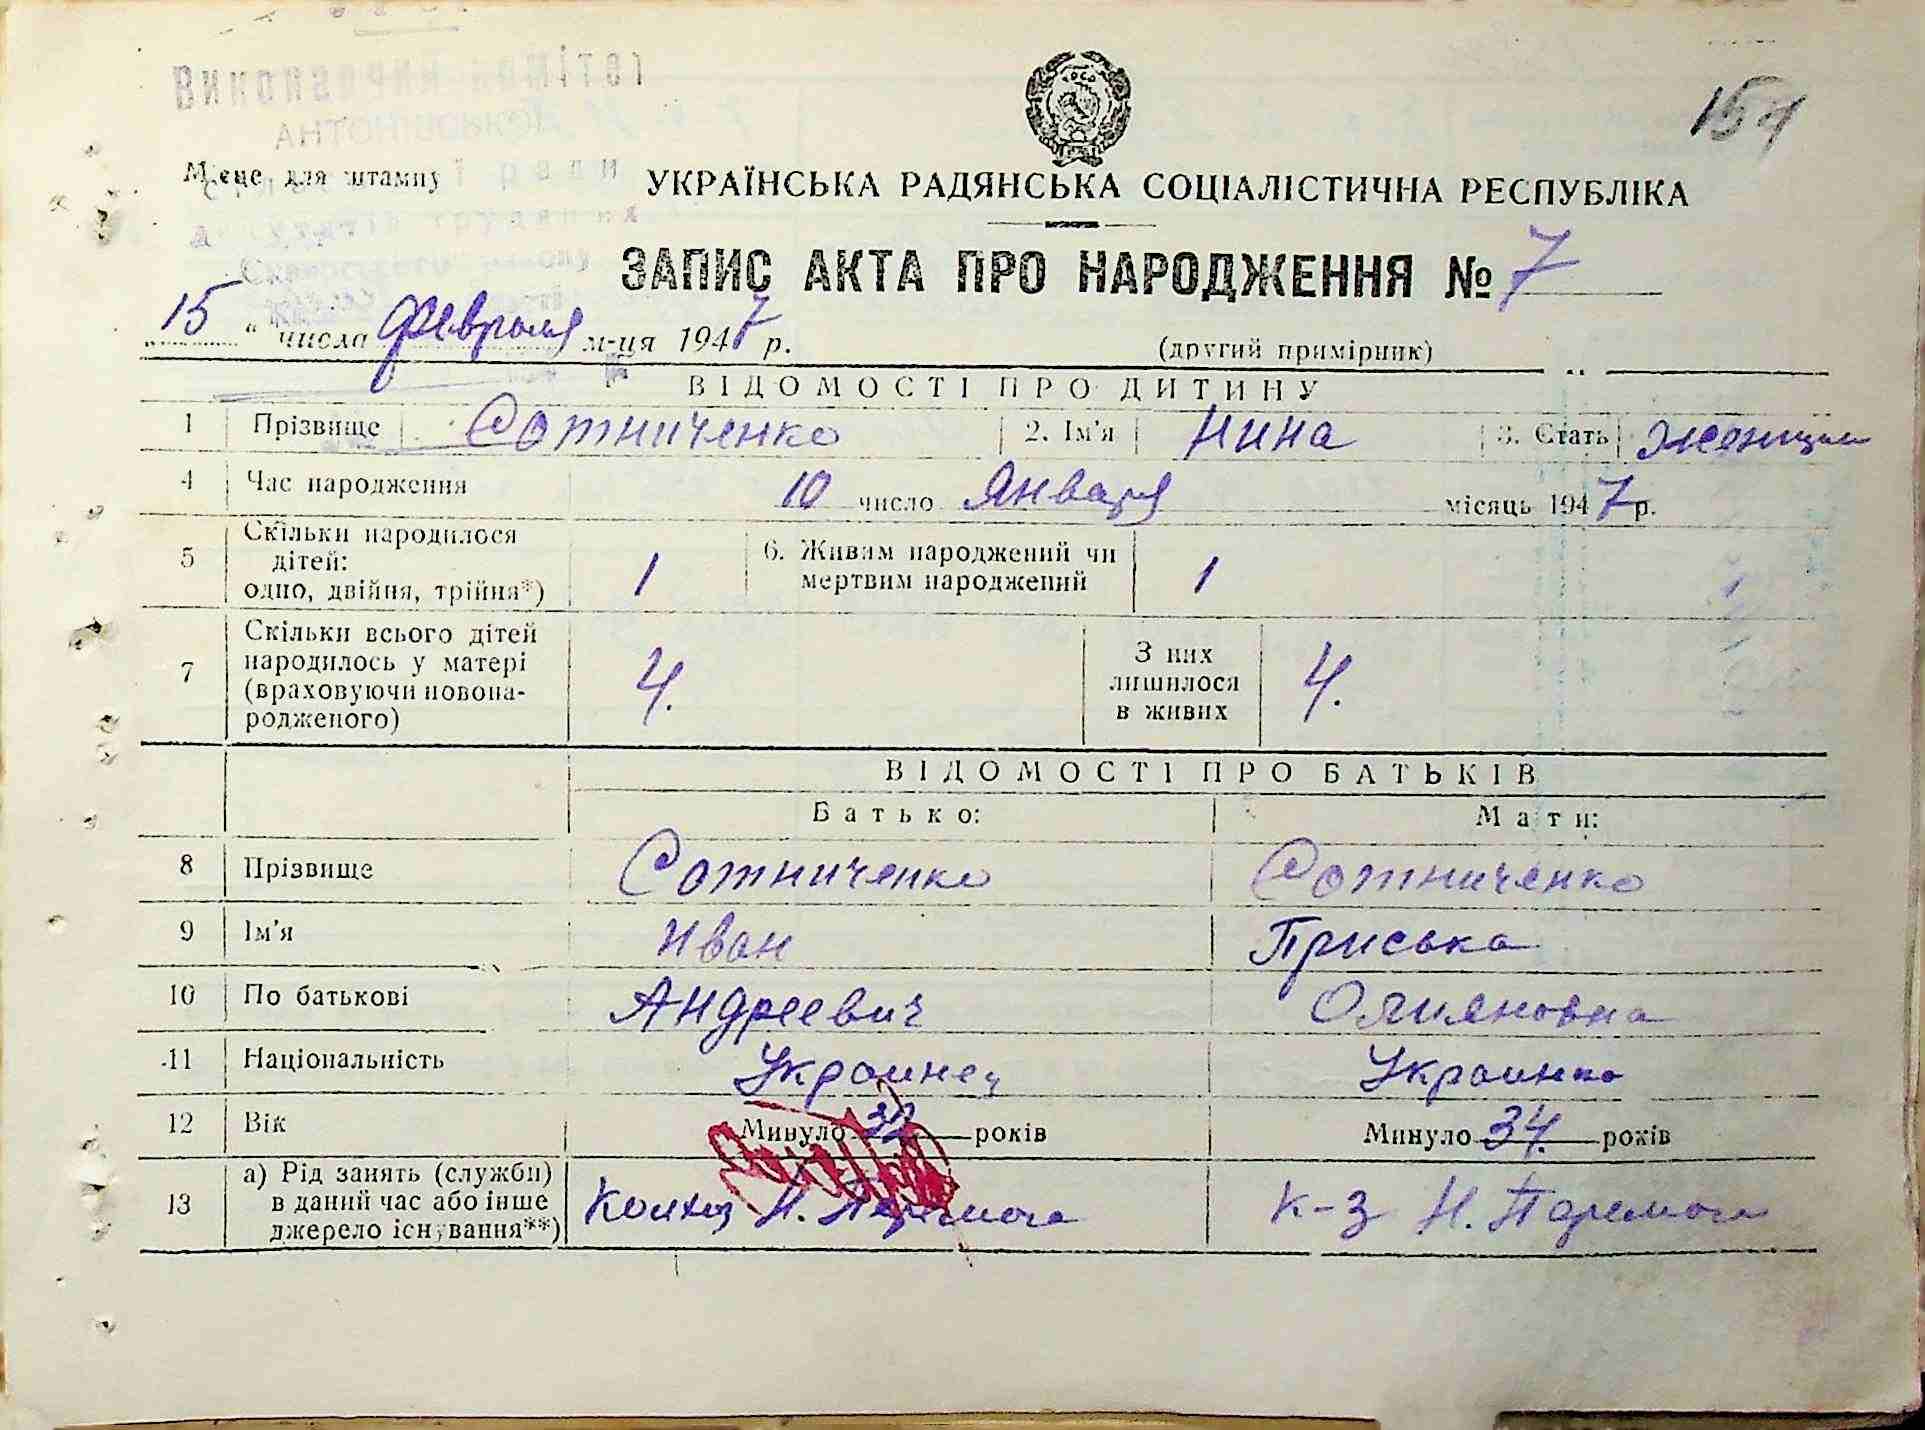 154
Місце для штампу
УКРАЇНСЬКА РАДЯНСЬКА СОЦІАЛІСТИЧНА РЕСПУБЛІКА
ЗАПИС АКТА ПРО НАРОДЖЕННЯ № 7
15 " числа февраля м-ця 1947 р.
(другий примірник)
ВІДОМОСТІ ПРО ДИТИНУ
1 Прізвище Сотниченко 2. Ім'я Нина 3. Стать
4 Час народження 10 число Января місяць 1947 р.
5 Скільки народилося дітей: одно, двійня, трійня*) 1 6. Живим народжений чи мертвим народжений 1
7 Скільки всього дітей народилось у матері (враховуючи новонародженого) 4. З них лишилося в живих 4.
ВІДОМОСТІ ПРО БАТЬКІВ
Батько: Мати:
8 Прізвище Сотниченко Сотниченко
9 Ім'я Иван Приська
10 По батькові Андреевич
11 Національність Украинец Украинка
12 Вік Минуло 32 років Минуло 34. років
13 а) Рід занять (служби) в даний час або інше джерело існування**) Колхоз Н. Перемога к-з Н. Перемога